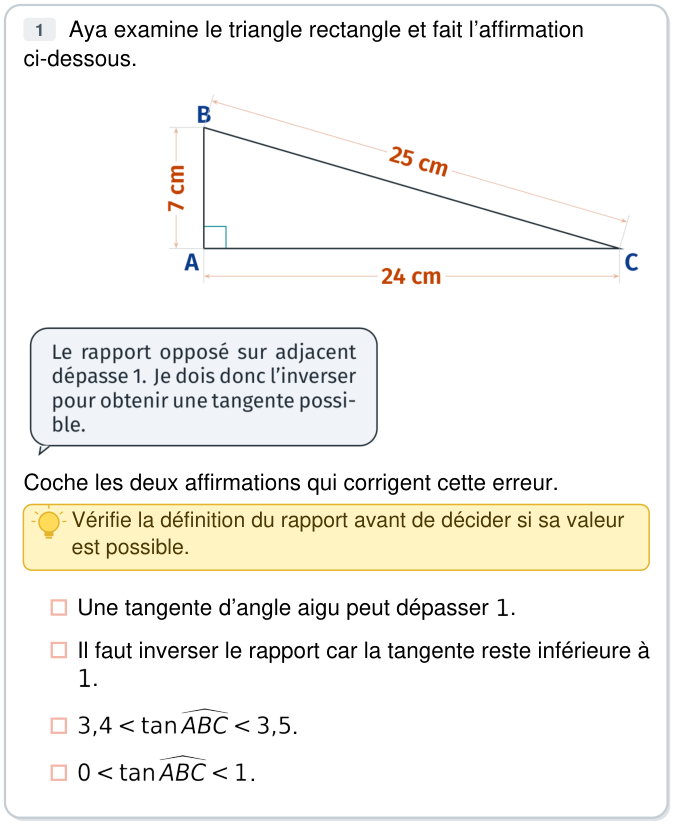 1 Aya examine le triangle rectangle et fait l’affirmation
ci-dessous.
B
25 cm
7 cm
A
C
24 cm
Le rapport opposé sur adjacent
dépasse 1. Je dois donc l’inverser
pour obtenir une tangente possi-
ble.
Coche les deux affirmations qui corrigent cette erreur.
Vérifie la définition du rapport avant de décider si sa valeur
est possible.
Une tangente d’angle aigu peut dépasser 1.
Il faut inverser le rapport car la tangente reste inférieure à
1.
3,4 < tan \widehat{ABC} < 3,5.
0 < tan \widehat{ABC} < 1.